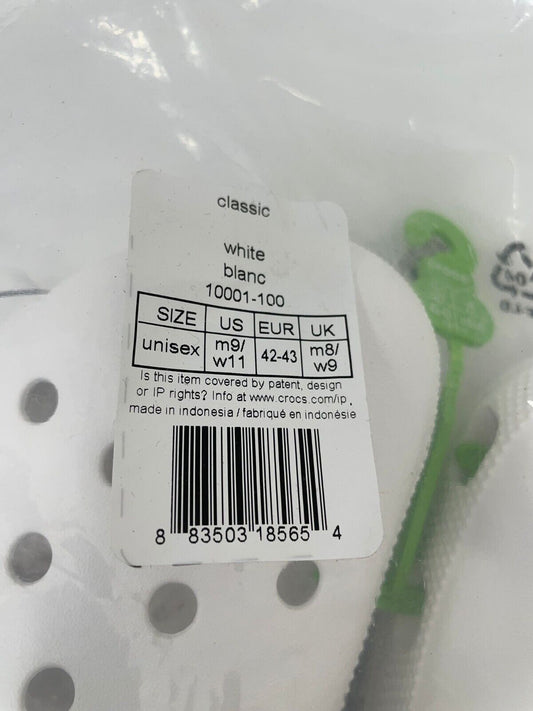 classic
white
blanc
10001-100
SIZE US EUR UK
unisex m9/ w11 42-43 m8/ w9
Is this item covered by patent, design
or IP rights? Info at www.crocs.com/ip.
made in indonesia / fabriqué en indonésie
8 83503 18565 4